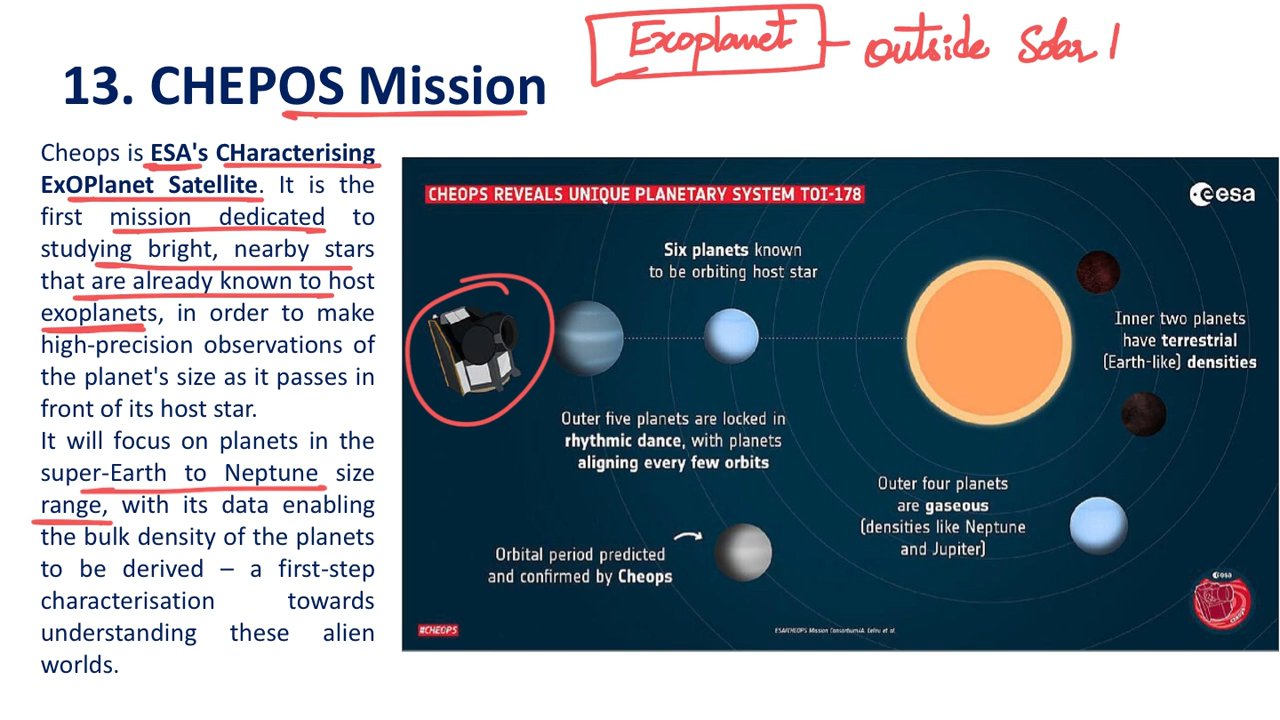 Exoplanet - outside Solar
13. CHEPOS Mission
Cheops is ESA's CHaracterising
ExOPlanet Satellite. It is the
first mission dedicated to
studying bright, nearby stars
that are already known to host
exoplanets, in order to make
high-precision observations of
the planet's size as it passes in
front of its host star.
It will focus on planets in the
super-Earth to Neptune size
range, with its data enabling
the bulk density of the planets
to be derived – a first-step
characterisation towards
understanding these alien
worlds.
CHEOPS REVEALS UNIQUE PLANETARY SYSTEM TOI-178
esa
Six planets known
to be orbiting host star
Inner two planets
have terrestrial
(Earth-like) densities
Outer five planets are locked in
rhythmic dance, with planets
aligning every few orbits
Outer four planets
are gaseous
(densities like Neptune
and Jupiter)
Orbital period predicted
and confirmed by Cheops
esa
#CHEOPS
ESA/CHEOPS Mission Consortium/A. et al.